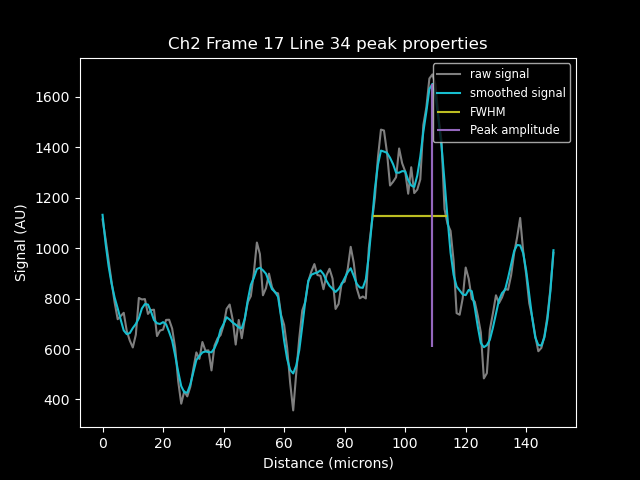 Ch2 Frame 17 Line 34 peak properties
raw signal
smoothed signal
FWHM
Peak amplitude
Signal (AU)
1600
1400
1200
1000
800
600
400
0 20 40 60 80 100 120 140
Distance (microns)